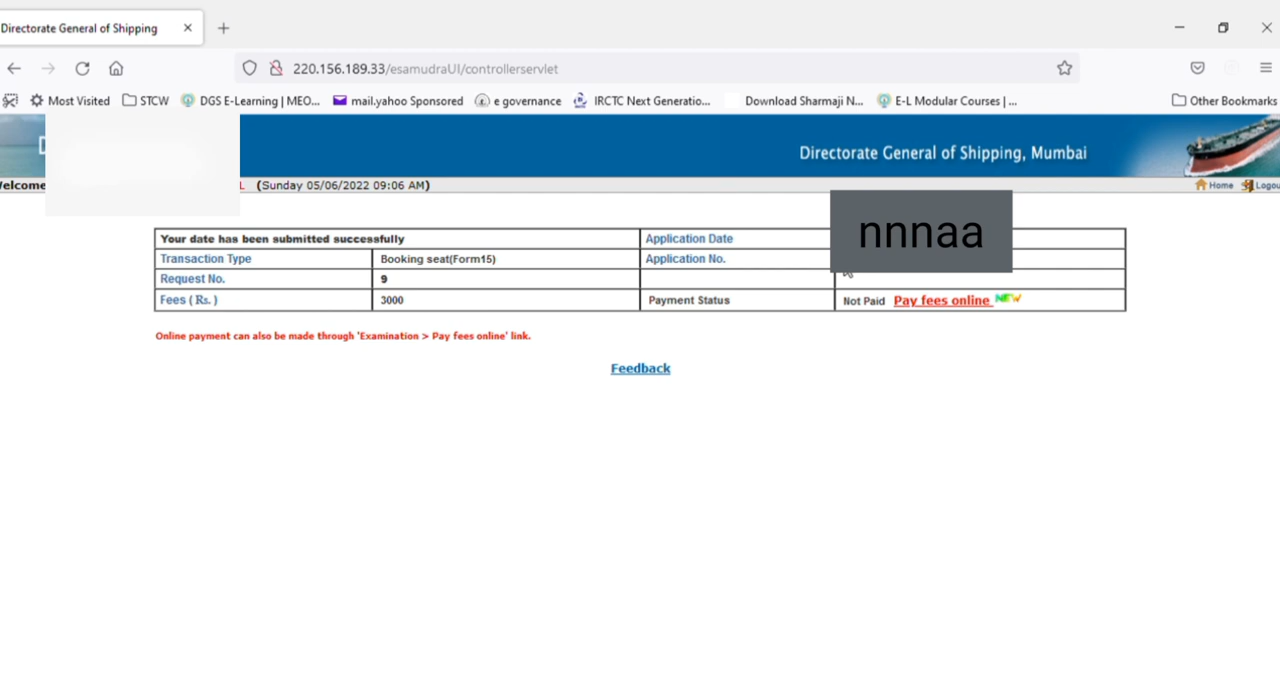 Directorate General of Shipping
220.156.189.33/esamudraUI/controllerservlet
Most Visited STCW DGS E-Learning | MEO... mail.yahoo Sponsored e governance IRCTC Next Generatio... Download Sharmaji N... E-L Modular Courses | ... Other Bookmarks
Directorate General of Shipping, Mumbai
elcome L (Sunday 05/06/2022 09:06 AM) Home Logou
nnnaa
Your date has been submitted successfully Application Date
Transaction Type Booking seat(Form15) Application No.
Request No. 9
Fees ( Rs. ) 3000 Payment Status Not Paid Pay fees online NEW
Online payment can also be made through 'Examination > Pay fees online' link.
Feedback